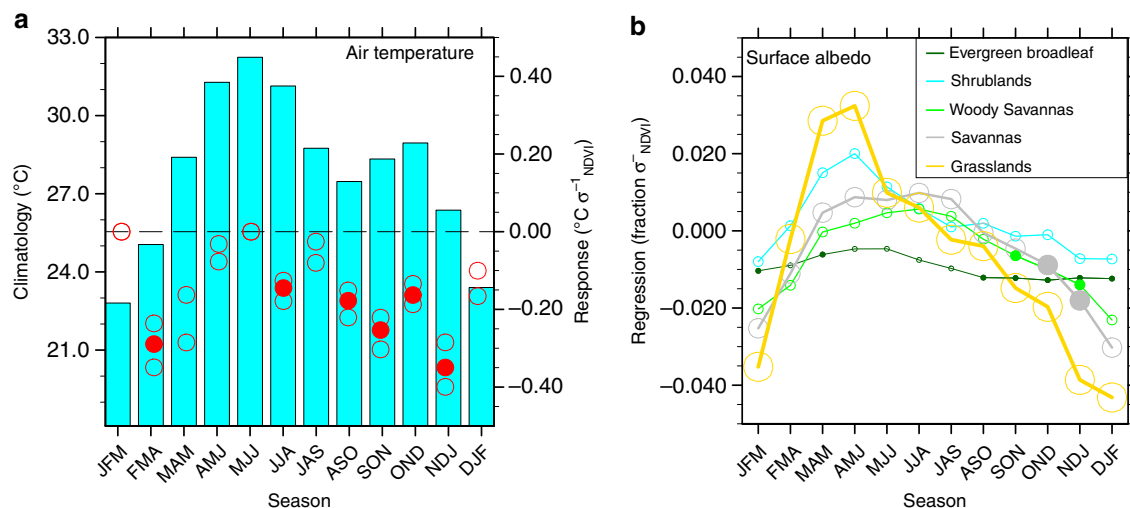 a
Air temperature
33.0
30.0
27.0
24.0
21.0
Climatology (°C)
0.40
0.20
0.00
−0.20
−0.40
Response (°C σ⁻¹NDVI)
JFM FMA MAM AMJ MJJ JJA JAS ASO SON OND NDJ DJF
Season
b
Surface albedo
Evergreen broadleaf
Shrublands
Woody Savannas
Savannas
Grasslands
0.040
0.020
0.000
−0.020
−0.040
Regression (fraction σ⁻NDVI)
JFM FMA MAM AMJ MJJ JJA JAS ASO SON OND NDJ DJF
Season